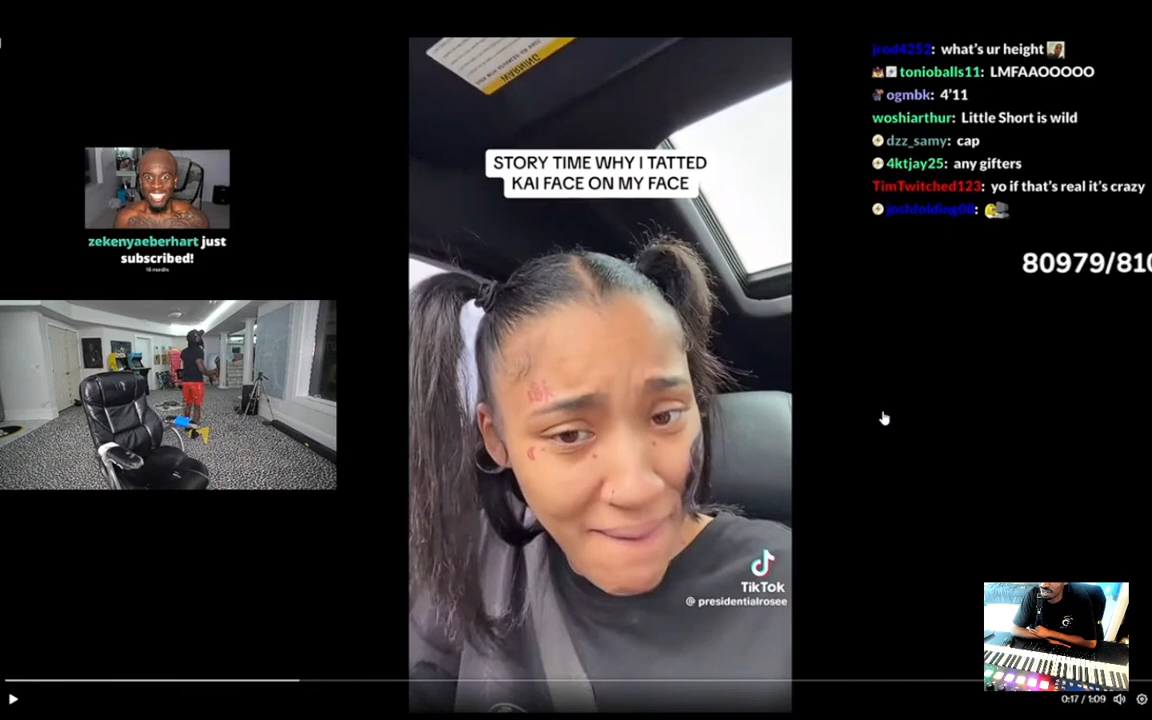 WARNING
STORY TIME WHY I TATTED
KAI FACE ON MY FACE
zekenyaeberhart just
subscribed!
jrod4252: what's ur height
tonioballs11: LMFAAOOOOO
ogmbk: 4'11
woshiarthur: Little Short is wild
dzz_samy: cap
4ktjay25: any gifters
TimTwitched123: yo if that's real it's crazy
joshfolding08:
80979/810
TikTok
@ presidentialrosee
0:17 / 1:09